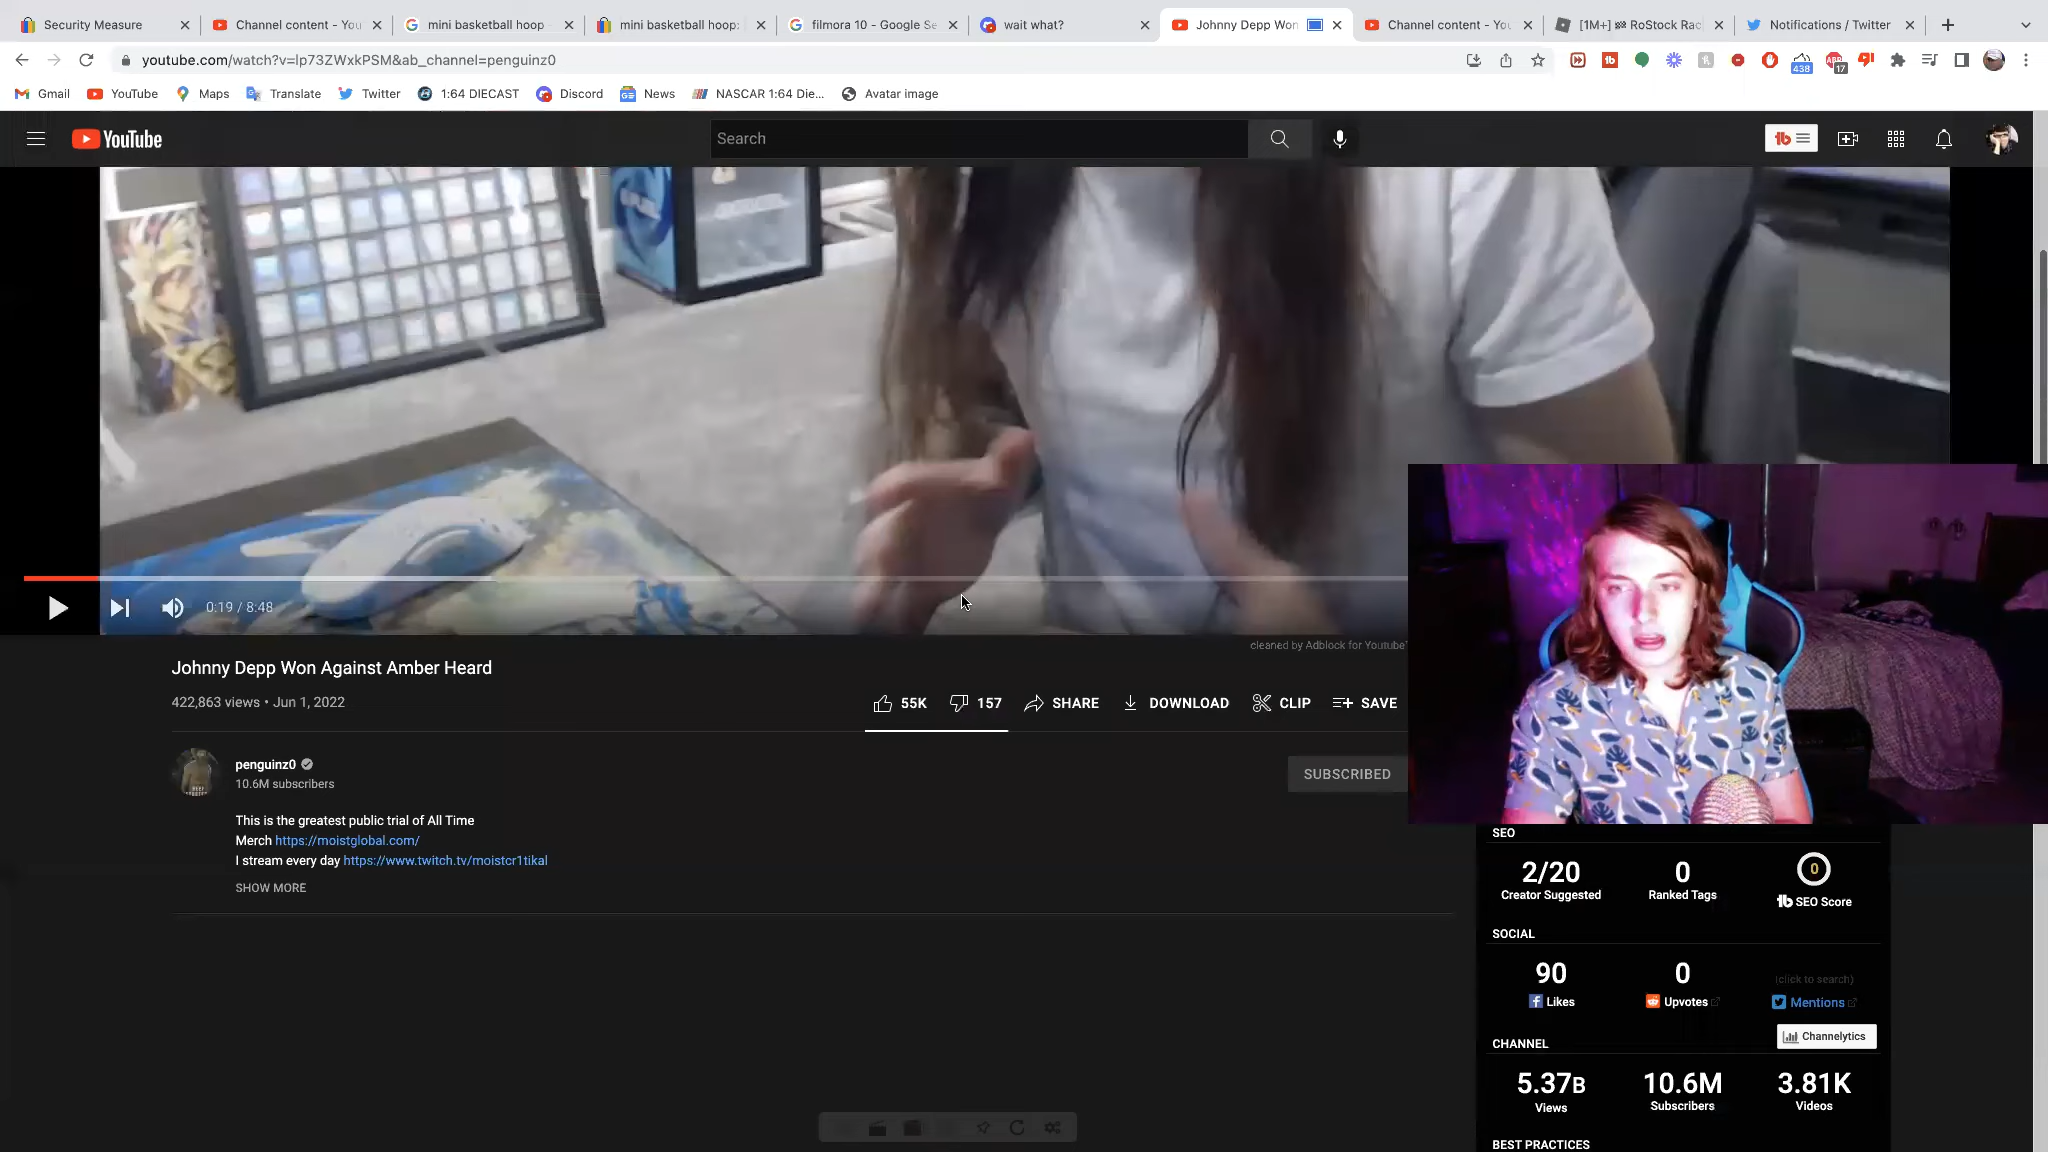 Security Measure
Channel content - You
mini basketball hoop
mini basketball hoop:
filmora 10 - Google Se
wait what?
Johnny Depp Won
Channel content - You
[1M+] RoStock Rac
Notifications / Twitter
youtube.com/watch?v=lp73ZWxkPSM&ab_channel=penguinz0
438
17
Gmail
YouTube
Maps
Translate
Twitter
1:64 DIECAST
Discord
News
NASCAR 1:64 Die...
Avatar image
YouTube
Search
0:19 / 8:48
cleaned by Adblock for Youtube
Johnny Depp Won Against Amber Heard
422,863 views • Jun 1, 2022
55K
157
SHARE
DOWNLOAD
CLIP
SAVE
penguinz0
10.6M subscribers
SUBSCRIBED
This is the greatest public trial of All Time
Merch https://moistglobal.com/
I stream every day https://www.twitch.tv/moistcr1tikal
SHOW MORE
SEO
2/20
Creator Suggested
0
Ranked Tags
0
SEO Score
SOCIAL
90
Likes
0
Upvotes
(click to search)
Mentions
CHANNEL
Channelytics
5.37B
Views
10.6M
Subscribers
3.81K
Videos
BEST PRACTICES